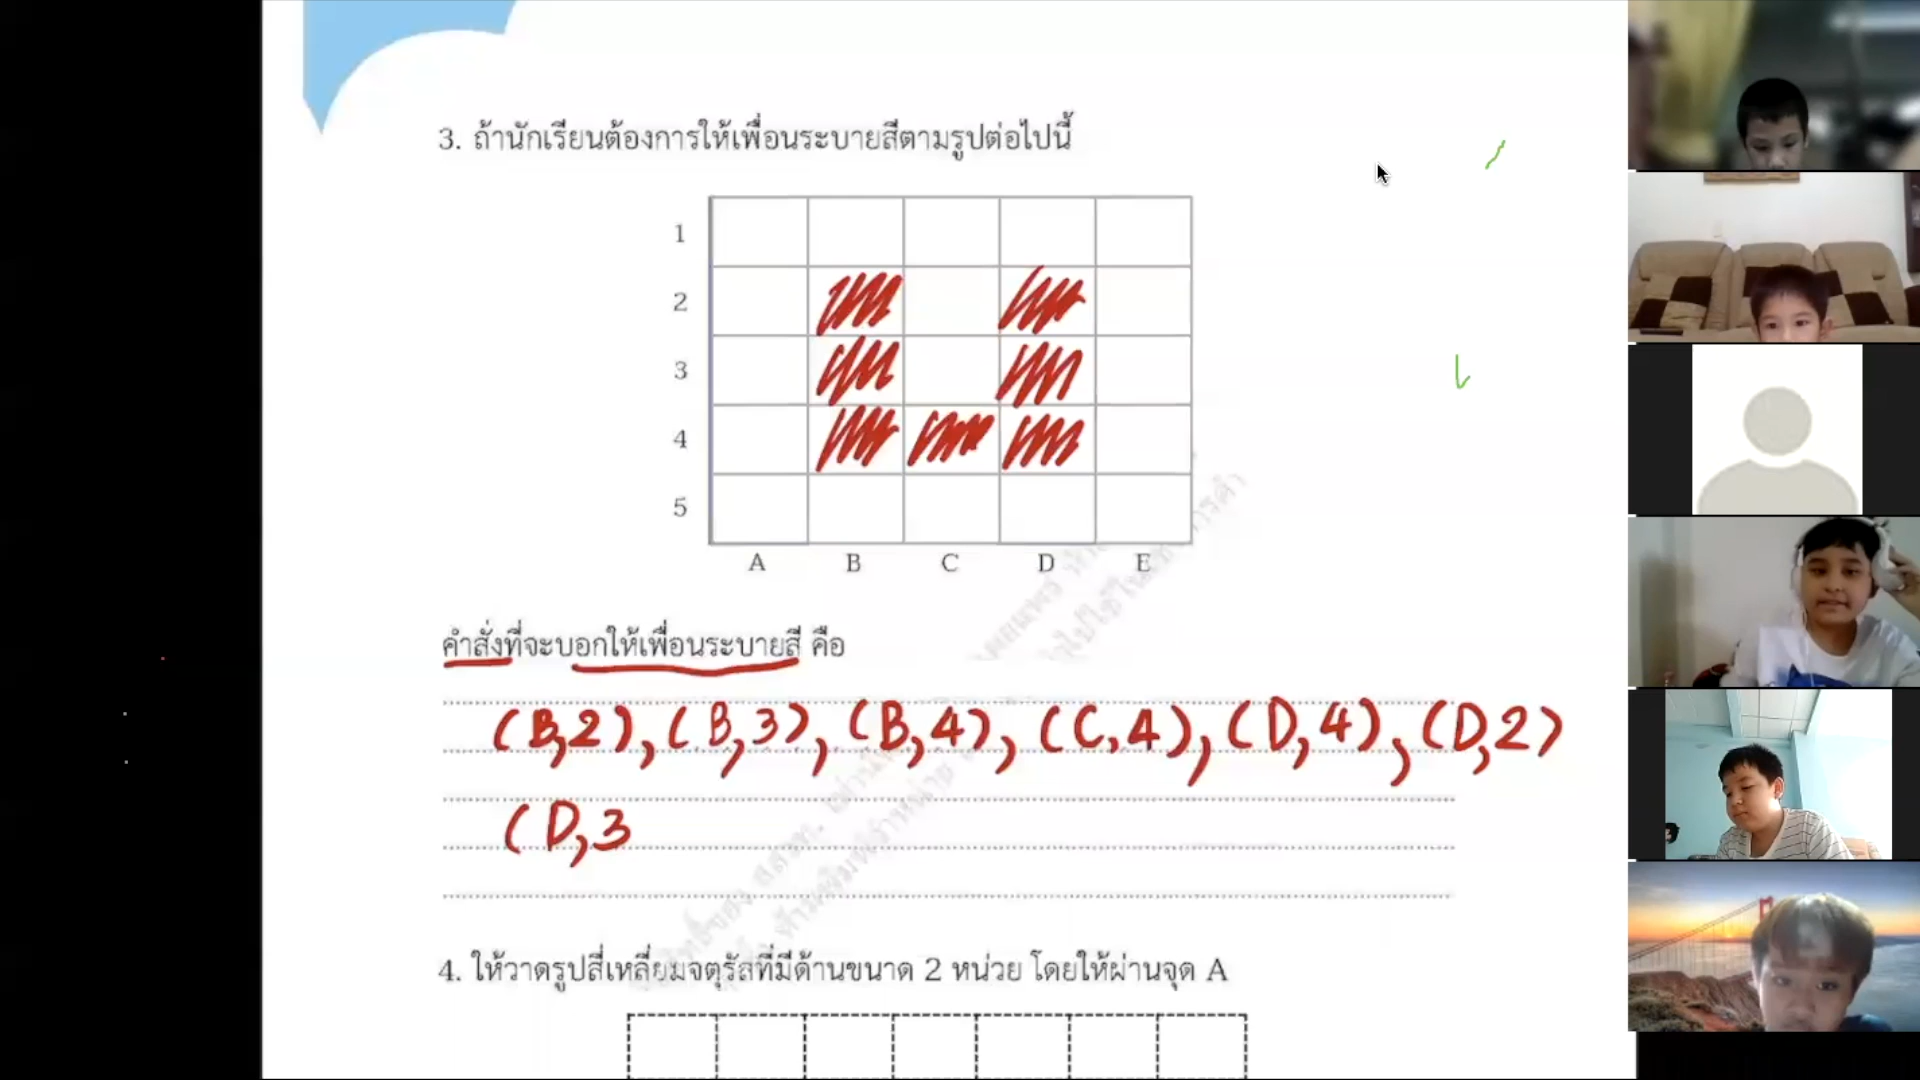 3. ถ้านักเรียนต้องการให้เพื่อนระบายสีตามรูปต่อไปนี้
1
2
3
4
5
A B C D E
คำสั่งที่จะบอกให้เพื่อนระบายสี คือ
(B,2), (B,3), (B,4), (C,4), (D,4), (D,2)
(D,3
4. ให้วาดรูปสี่เหลี่ยมจตุรัสที่มีด้านขนาด 2 หน่วย โดยให้ผ่านจุด A